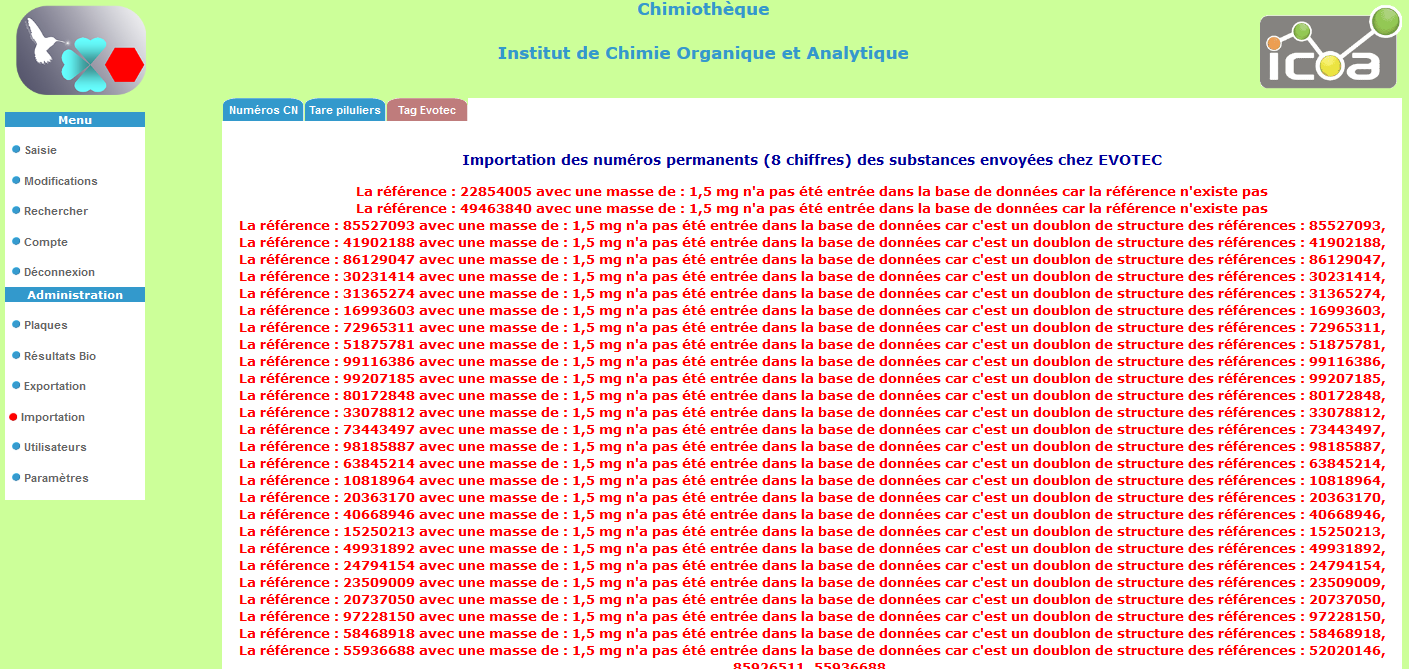 Chimiothèque
Institut de Chimie Organique et Analytique
icoa
Menu
Saisie
Modifications
Rechercher
Compte
Déconnexion
Administration
Plaques
Résultats Bio
Exportation
Importation
Utilisateurs
Paramètres
Numéros CN
Tare piluliers
Tag Evotec
Importation des numéros permanents (8 chiffres) des substances envoyées chez EVOTEC
La référence : 22854005 avec une masse de : 1,5 mg n'a pas été entrée dans la base de données car la référence n'existe pas
La référence : 49463840 avec une masse de : 1,5 mg n'a pas été entrée dans la base de données car la référence n'existe pas
La référence : 85527093 avec une masse de : 1,5 mg n'a pas été entrée dans la base de données car c'est un doublon de structure des références : 85527093,
La référence : 41902188 avec une masse de : 1,5 mg n'a pas été entrée dans la base de données car c'est un doublon de structure des références : 41902188,
La référence : 86129047 avec une masse de : 1,5 mg n'a pas été entrée dans la base de données car c'est un doublon de structure des références : 86129047,
La référence : 30231414 avec une masse de : 1,5 mg n'a pas été entrée dans la base de données car c'est un doublon de structure des références : 30231414,
La référence : 31365274 avec une masse de : 1,5 mg n'a pas été entrée dans la base de données car c'est un doublon de structure des références : 31365274,
La référence : 16993603 avec une masse de : 1,5 mg n'a pas été entrée dans la base de données car c'est un doublon de structure des références : 16993603,
La référence : 72965311 avec une masse de : 1,5 mg n'a pas été entrée dans la base de données car c'est un doublon de structure des références : 72965311,
La référence : 51875781 avec une masse de : 1,5 mg n'a pas été entrée dans la base de données car c'est un doublon de structure des références : 51875781,
La référence : 99116386 avec une masse de : 1,5 mg n'a pas été entrée dans la base de données car c'est un doublon de structure des références : 99116386,
La référence : 99207185 avec une masse de : 1,5 mg n'a pas été entrée dans la base de données car c'est un doublon de structure des références : 99207185,
La référence : 80172848 avec une masse de : 1,5 mg n'a pas été entrée dans la base de données car c'est un doublon de structure des références : 80172848,
La référence : 33078812 avec une masse de : 1,5 mg n'a pas été entrée dans la base de données car c'est un doublon de structure des références : 33078812,
La référence : 73443497 avec une masse de : 1,5 mg n'a pas été entrée dans la base de données car c'est un doublon de structure des références : 73443497,
La référence : 98185887 avec une masse de : 1,5 mg n'a pas été entrée dans la base de données car c'est un doublon de structure des références : 98185887,
La référence : 63845214 avec une masse de : 1,5 mg n'a pas été entrée dans la base de données car c'est un doublon de structure des références : 63845214,
La référence : 10818964 avec une masse de : 1,5 mg n'a pas été entrée dans la base de données car c'est un doublon de structure des références : 10818964,
La référence : 20363170 avec une masse de : 1,5 mg n'a pas été entrée dans la base de données car c'est un doublon de structure des références : 20363170,
La référence : 40668946 avec une masse de : 1,5 mg n'a pas été entrée dans la base de données car c'est un doublon de structure des références : 40668946,
La référence : 15250213 avec une masse de : 1,5 mg n'a pas été entrée dans la base de données car c'est un doublon de structure des références : 15250213,
La référence : 49931892 avec une masse de : 1,5 mg n'a pas été entrée dans la base de données car c'est un doublon de structure des références : 49931892,
La référence : 24794154 avec une masse de : 1,5 mg n'a pas été entrée dans la base de données car c'est un doublon de structure des références : 24794154,
La référence : 23509009 avec une masse de : 1,5 mg n'a pas été entrée dans la base de données car c'est un doublon de structure des références : 23509009,
La référence : 20737050 avec une masse de : 1,5 mg n'a pas été entrée dans la base de données car c'est un doublon de structure des références : 20737050,
La référence : 97228150 avec une masse de : 1,5 mg n'a pas été entrée dans la base de données car c'est un doublon de structure des références : 97228150,
La référence : 58468918 avec une masse de : 1,5 mg n'a pas été entrée dans la base de données car c'est un doublon de structure des références : 58468918,
La référence : 55936688 avec une masse de : 1,5 mg n'a pas été entrée dans la base de données car c'est un doublon de structure des références : 52020146,
85926511, 55936688